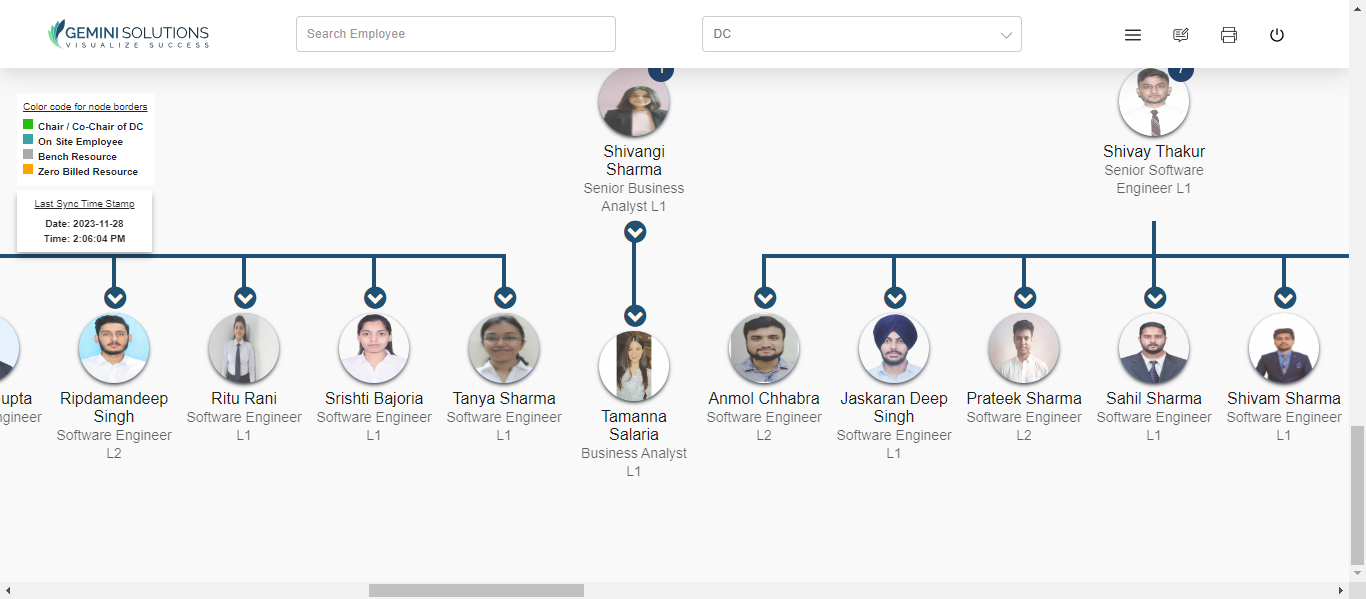 GEMINI SOLUTIONS
VISUALIZE SUCCESS
Search Employee
DC
Color code for node borders
Chair / Co-Chair of DC
On Site Employee
Bench Resource
Zero Billed Resource
Last Sync Time Stamp
Date: 2023-11-28
Time: 2:06:04 PM
Shivangi
Sharma
Senior Business
Analyst L1
Shivay Thakur
Senior Software
Engineer L1
Ripdamandeep
Singh
Software Engineer
L2
Ritu Rani
Software Engineer
L1
Srishti Bajoria
Software Engineer
L1
Tanya Sharma
Software Engineer
L1
Tamanna
Salaria
Business Analyst
L1
Anmol Chhabra
Software Engineer
L2
Jaskaran Deep
Singh
Software Engineer
L1
Prateek Sharma
Software Engineer
L2
Sahil Sharma
Software Engineer
L1
Shivam Sharma
Software Engineer
L1